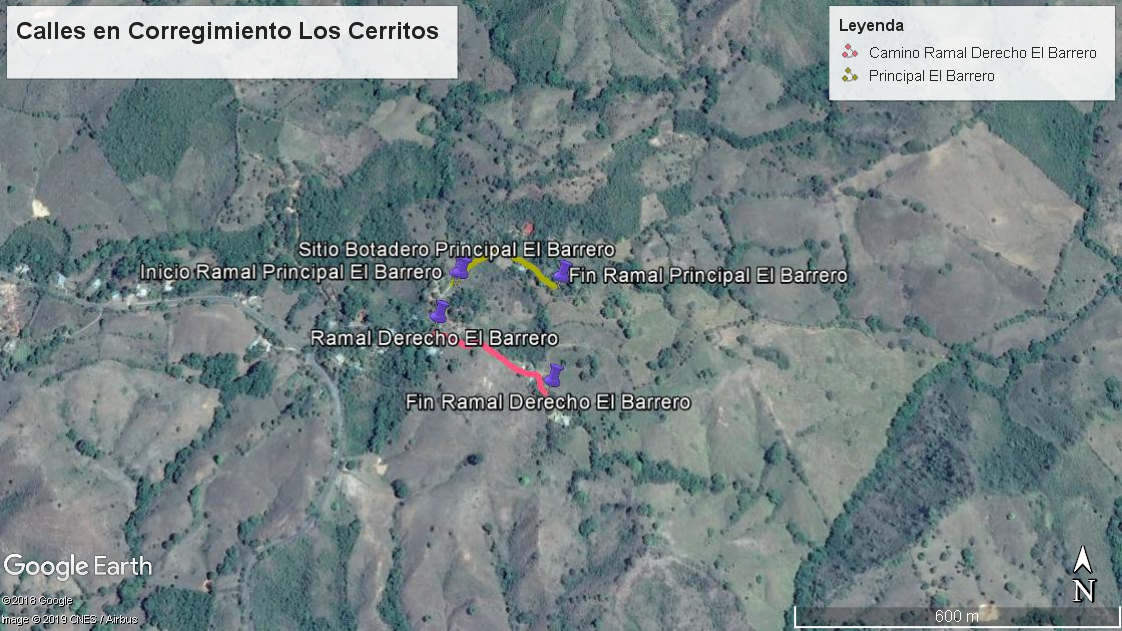 Calles en Corregimiento Los Cerritos
Leyenda
Camino Ramal Derecho El Barrero
Principal El Barrero
Sitio Botadero Principal El Barrero
Inicio Ramal Principal El Barrero
Fin Ramal Principal El Barrero
Ramal Derecho El Barrero
Fin Ramal Derecho El Barrero
Google Earth
©2018 Google
Image © 2019 CNES / Airbus
N
600 m